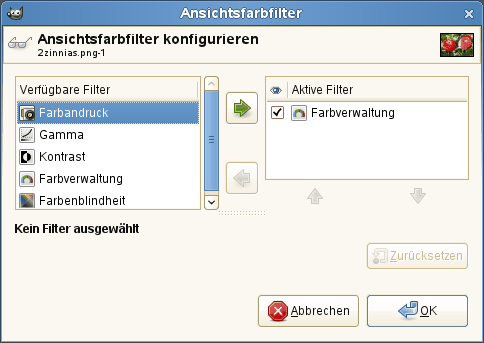 Ansichtsfarbfilter
Ansichtsfarbfilter konfigurieren
2zinnias.png-1
Verfügbare Filter
Farbandruck
Gamma
Kontrast
Farbverwaltung
Farbenblindheit
Aktive Filter
Farbverwaltung
Kein Filter ausgewählt
Zurücksetzen
Abbrechen
OK